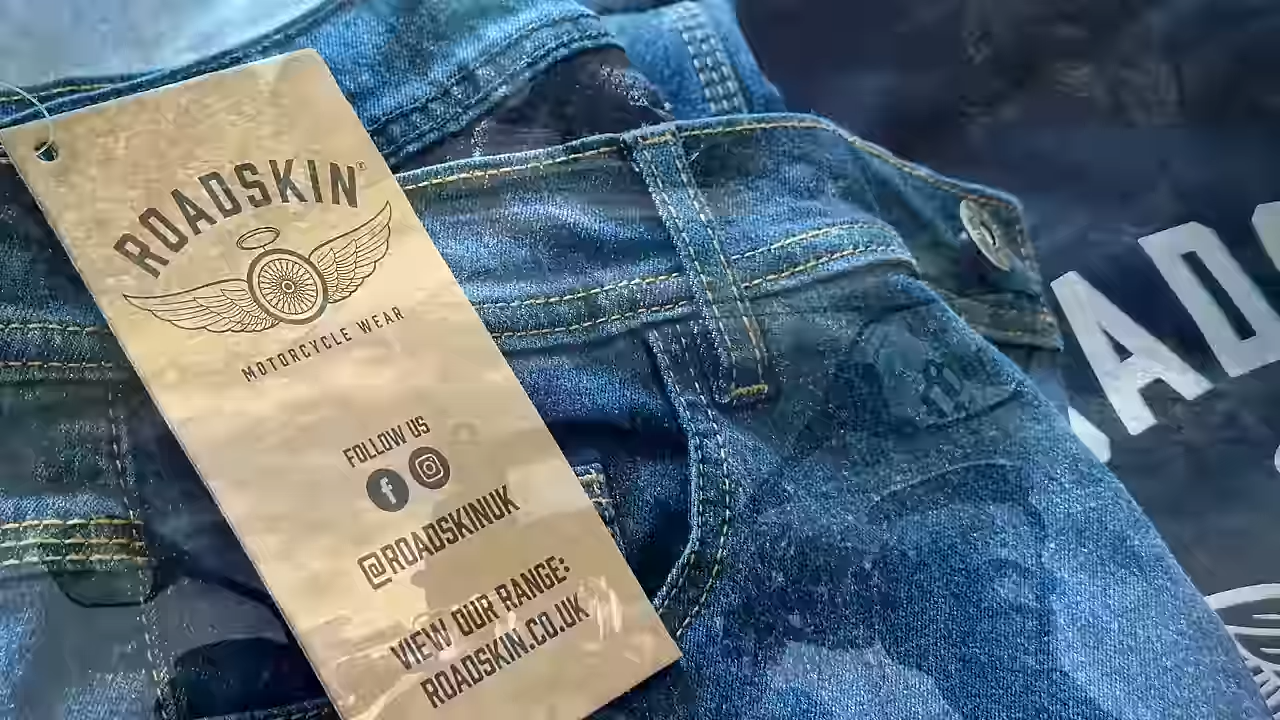 ROADSKIN®
MOTORCYCLE WEAR
FOLLOW US
@ROADSKINUK
VIEW OUR RANGE:
ROADSKIN.CO.UK